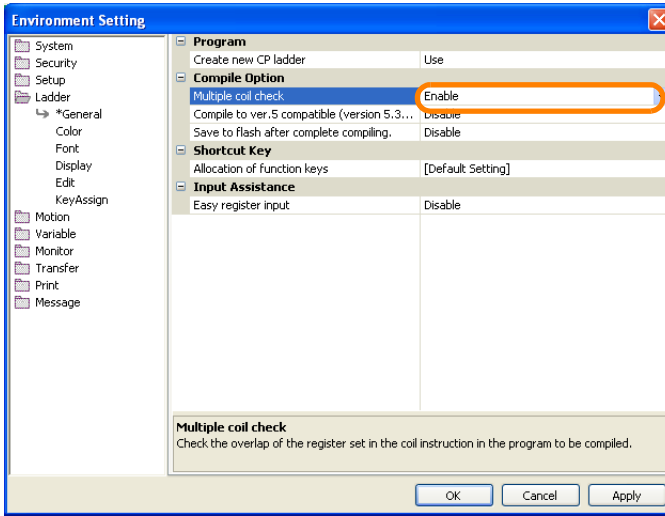 Environment Setting
System
Security
Setup
Ladder
*General
Color
Font
Display
Edit
KeyAssign
Motion
Variable
Monitor
Transfer
Print
Message
Program
Create new CP ladder Use
Compile Option
Multiple coil check Enable
Compile to ver.5 compatible (version 5.3... Disable
Save to flash after complete compiling. Disable
Shortcut Key
Allocation of function keys [Default Setting]
Input Assistance
Easy register input Disable
Multiple coil check
Check the overlap of the register set in the coil instruction in the program to be compiled.
OK Cancel Apply